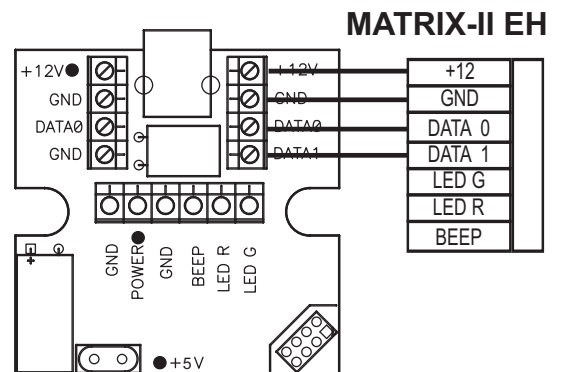 MATRIX-II EH
+12V
GND
DATA0
GND
+12V
GND
DATA0
DATA1
+12
GND
DATA 0
DATA 1
LED G
LED R
BEEP
GND
POWER
GND
BEEP
LED R
LED G
+
+5V